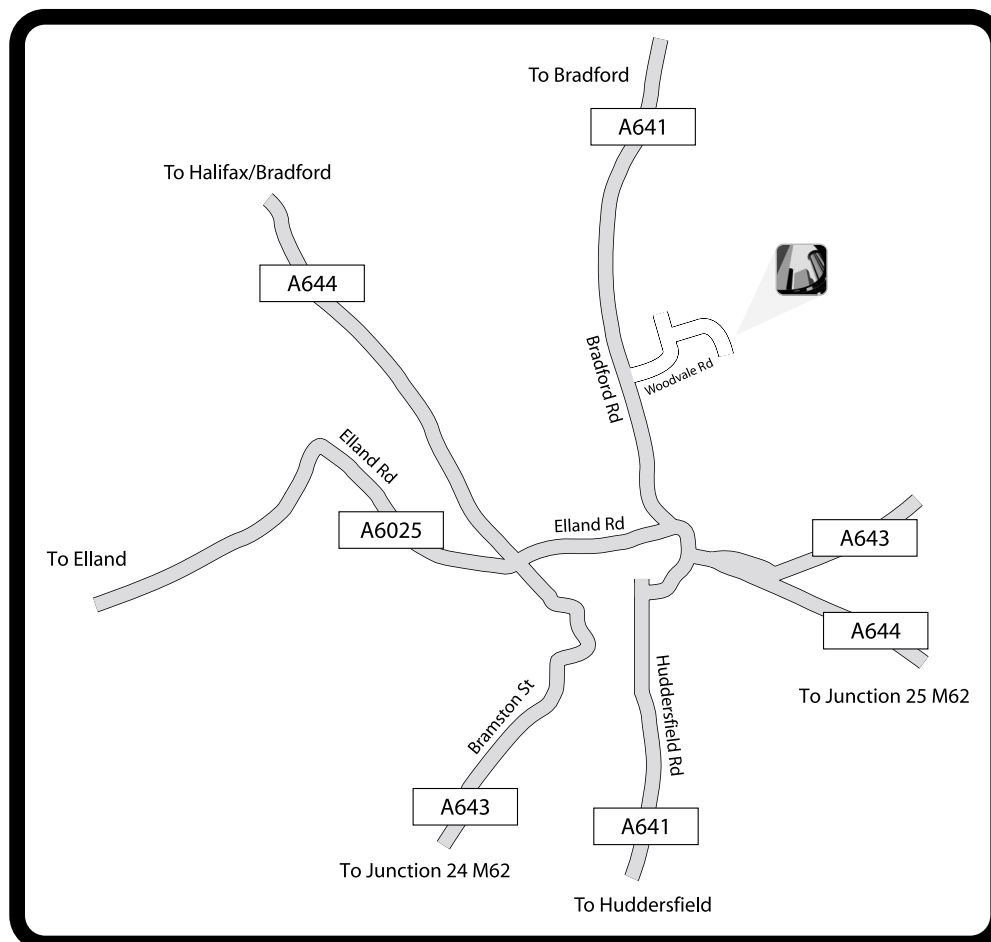 To Bradford
A641
To Halifax/Bradford
A644
Bradford Rd
Woodvale Rd
Elland Rd
A6025
Elland Rd
A643
To Elland
A644
Huddersfield Rd
Bramston St
To Junction 25 M62
A643
A641
To Junction 24 M62
To Huddersfield